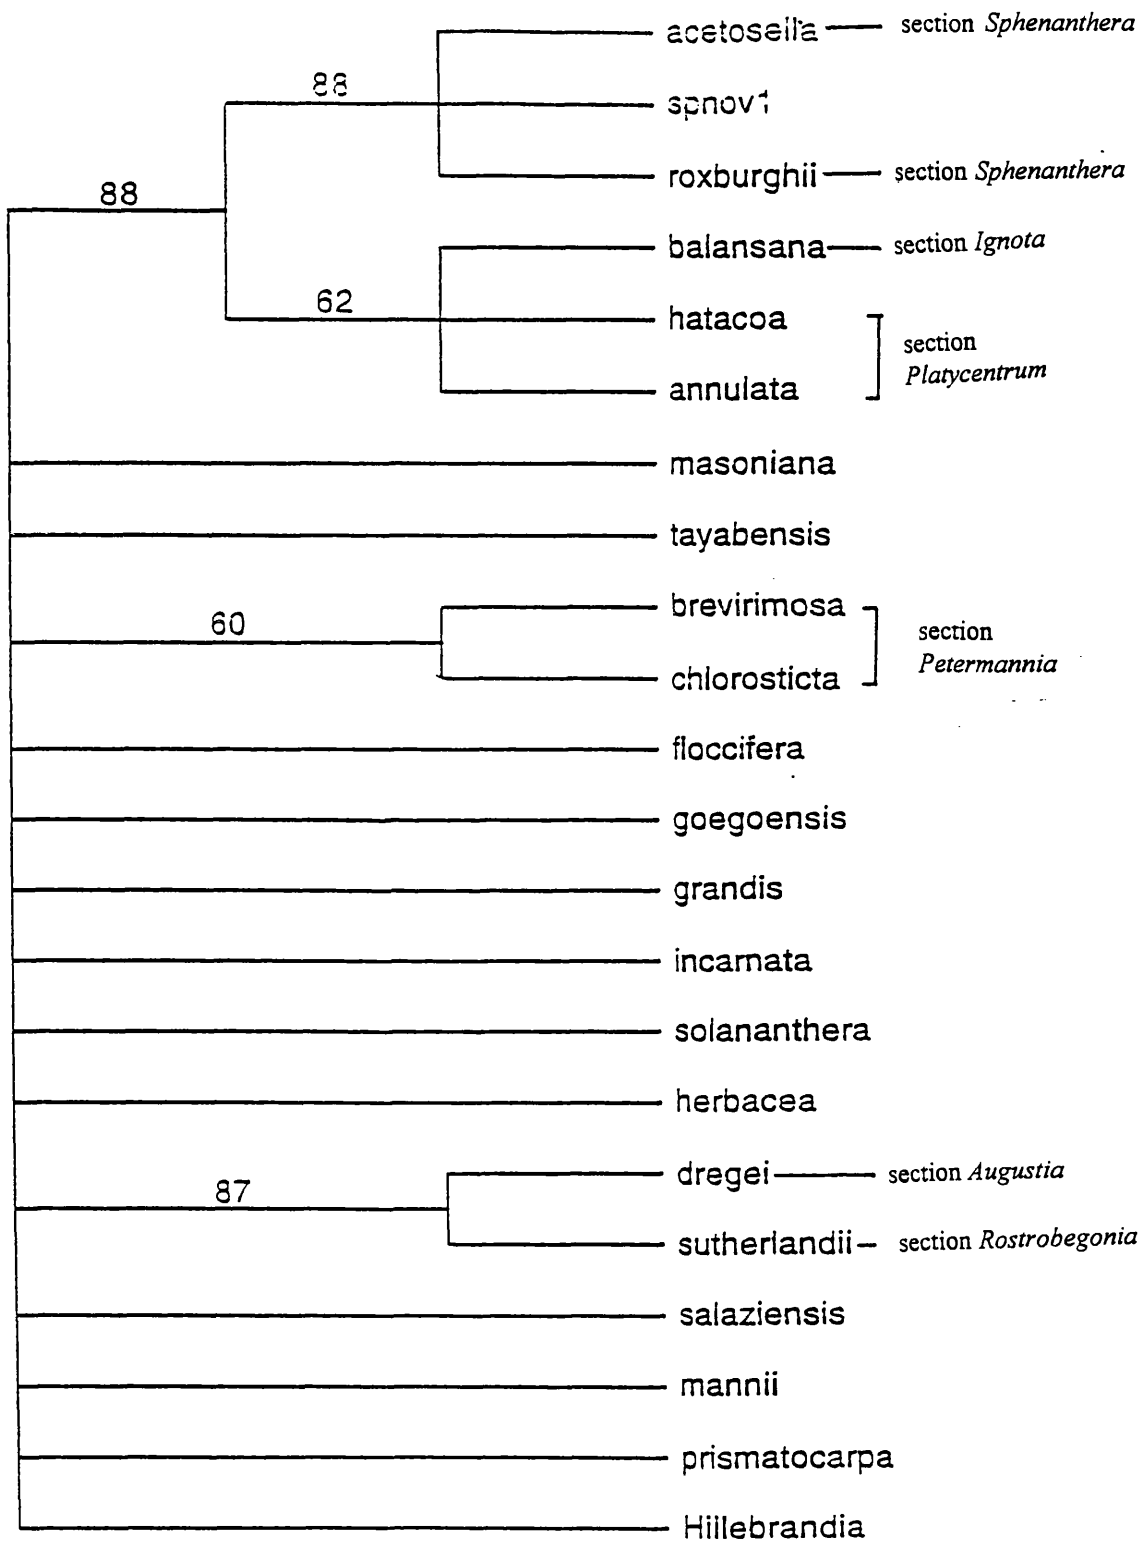 acetosella section Sphenanthera
88
spnov1
roxburghii section Sphenanthera
88
balansana section Ignota
62
hatacoa
section
Platycentrum
annulata
masoniana
tayabensis
brevirimosa
60
section
Petermannia
chlorosticta
floccifera
goegoensis
grandis
incarnata
solananthera
herbacea
dregei section Augustia
87
sutherlandii section Rostrobegonia
salaziensis
mannii
prismatocarpa
Hillebrandia